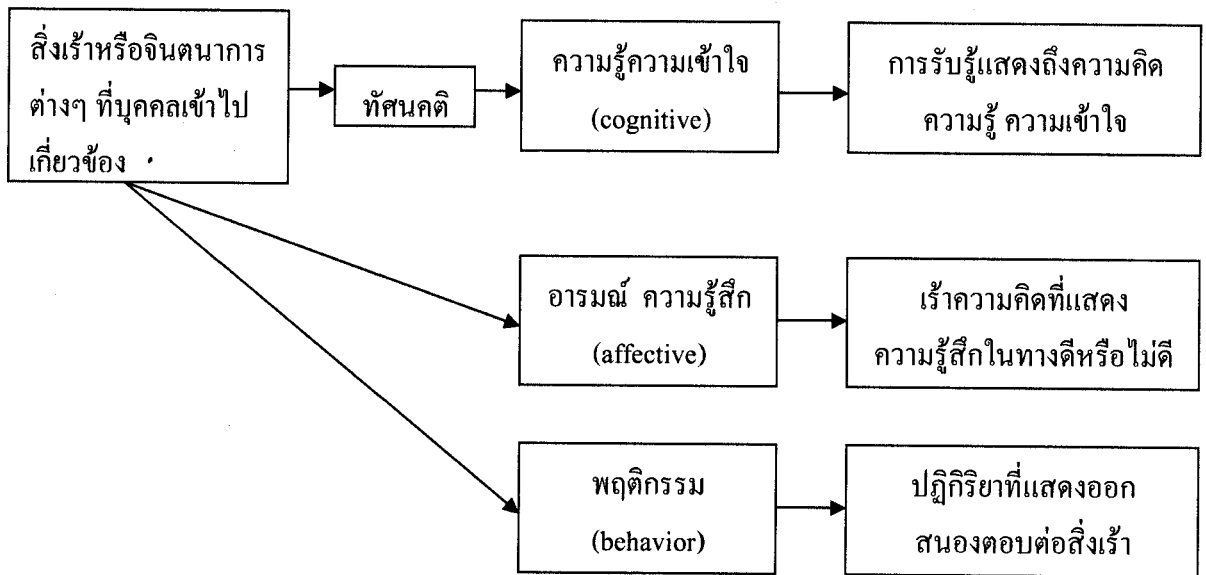 สิ่งเร้าหรือจินตนาการ
ต่างๆ ที่บุคคลเข้าไป
เกี่ยวข้อง
ทัศนคติ
ความรู้ความเข้าใจ
(cognitive)
การรับรู้แสดงถึงความคิด
ความรู้ ความเข้าใจ
อารมณ์ ความรู้สึก
(affective)
เร้าความคิดที่แสดง
ความรู้สึกในทางดีหรือไม่ดี
พฤติกรรม
(behavior)
ปฏิกิริยาที่แสดงออก
สนองตอบต่อสิ่งเร้า